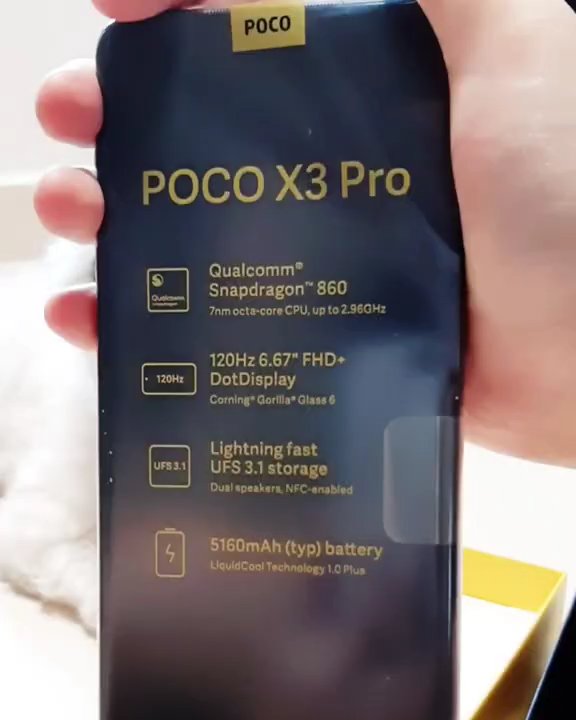 POCO
POCO X3 Pro
Qualcomm®
Snapdragon™ 860
7nm octa-core CPU, up to 2.96GHz
Qualcomm
120Hz 6.67" FHD+
DotDisplay
Corning® Gorilla® Glass 6
120Hz
Lightning fast
UFS 3.1 storage
Dual speakers, NFC-enabled
UFS 3.1
5160mAh (typ) battery
LiquidCool Technology 1.0 Plus